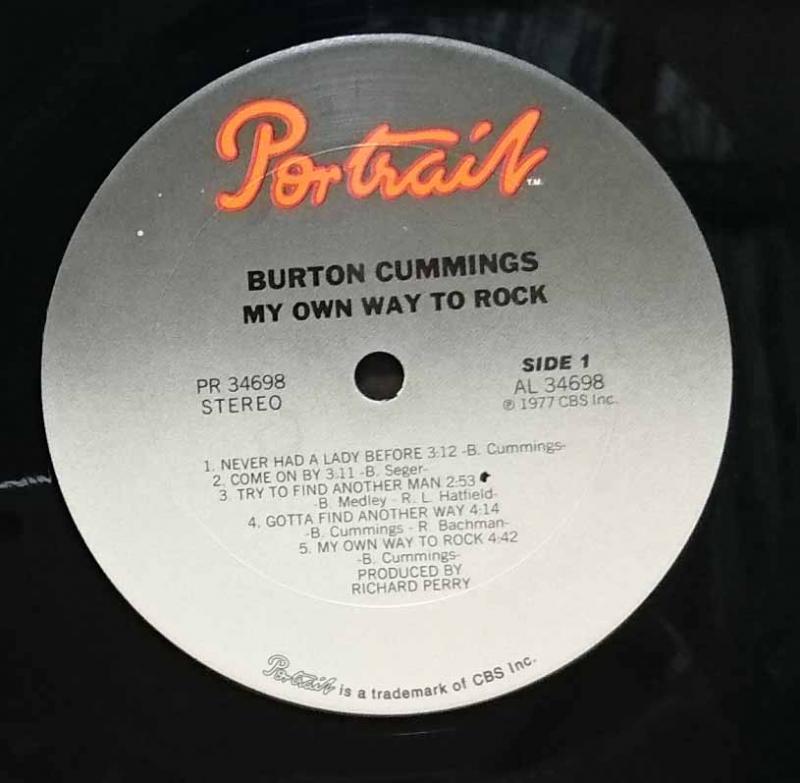 Portrait T.M.
BURTON CUMMINGS
MY OWN WAY TO ROCK
PR 34698
STEREO
SIDE 1
AL 34698
℗ 1977 CBS Inc.
1. NEVER HAD A LADY BEFORE 3:12 -B. Cummings-
2. COME ON BY 3:11 -B. Seger-
3. TRY TO FIND ANOTHER MAN 2:53
-B. Medley - R. L. Hatfield-
4. GOTTA FIND ANOTHER WAY 4:14
-B. Cummings - R. Bachman-
5. MY OWN WAY TO ROCK 4:42
-B. Cummings-
PRODUCED BY
RICHARD PERRY
Portrait is a trademark of CBS Inc.